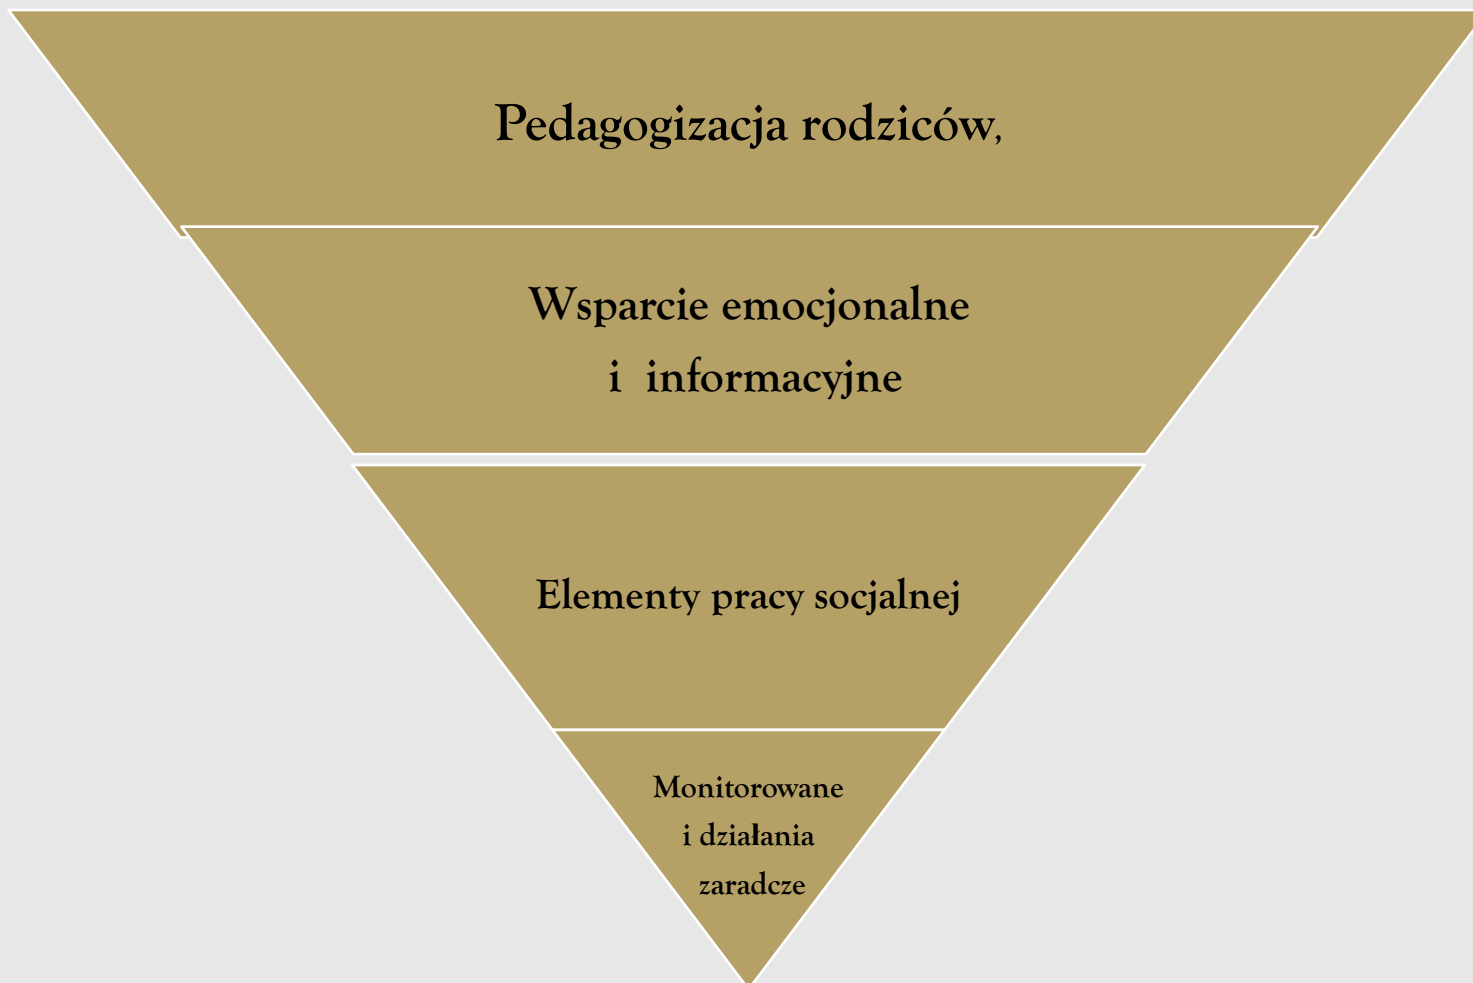 Pedagogizacja rodziców,
Wsparcie emocjonalne
i informacyjne
Elementy pracy socjalnej
Monitorowane
i działania
zaradcze